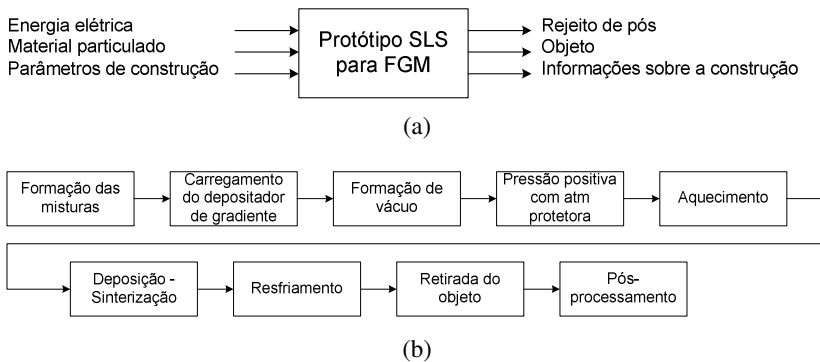 Energia elétrica
Material particulado
Parâmetros de construção
Protótipo SLS
para FGM
Rejeito de pós
Objeto
Informações sobre a construção
(a)
Formação das
misturas
Carregamento
do depositador
de gradiente
Formação de
vácuo
Pressão positiva
com atm
protetora
Aquecimento
Deposição -
Sinterização
Resfriamento
Retirada do
objeto
Pós-
processamento
(b)